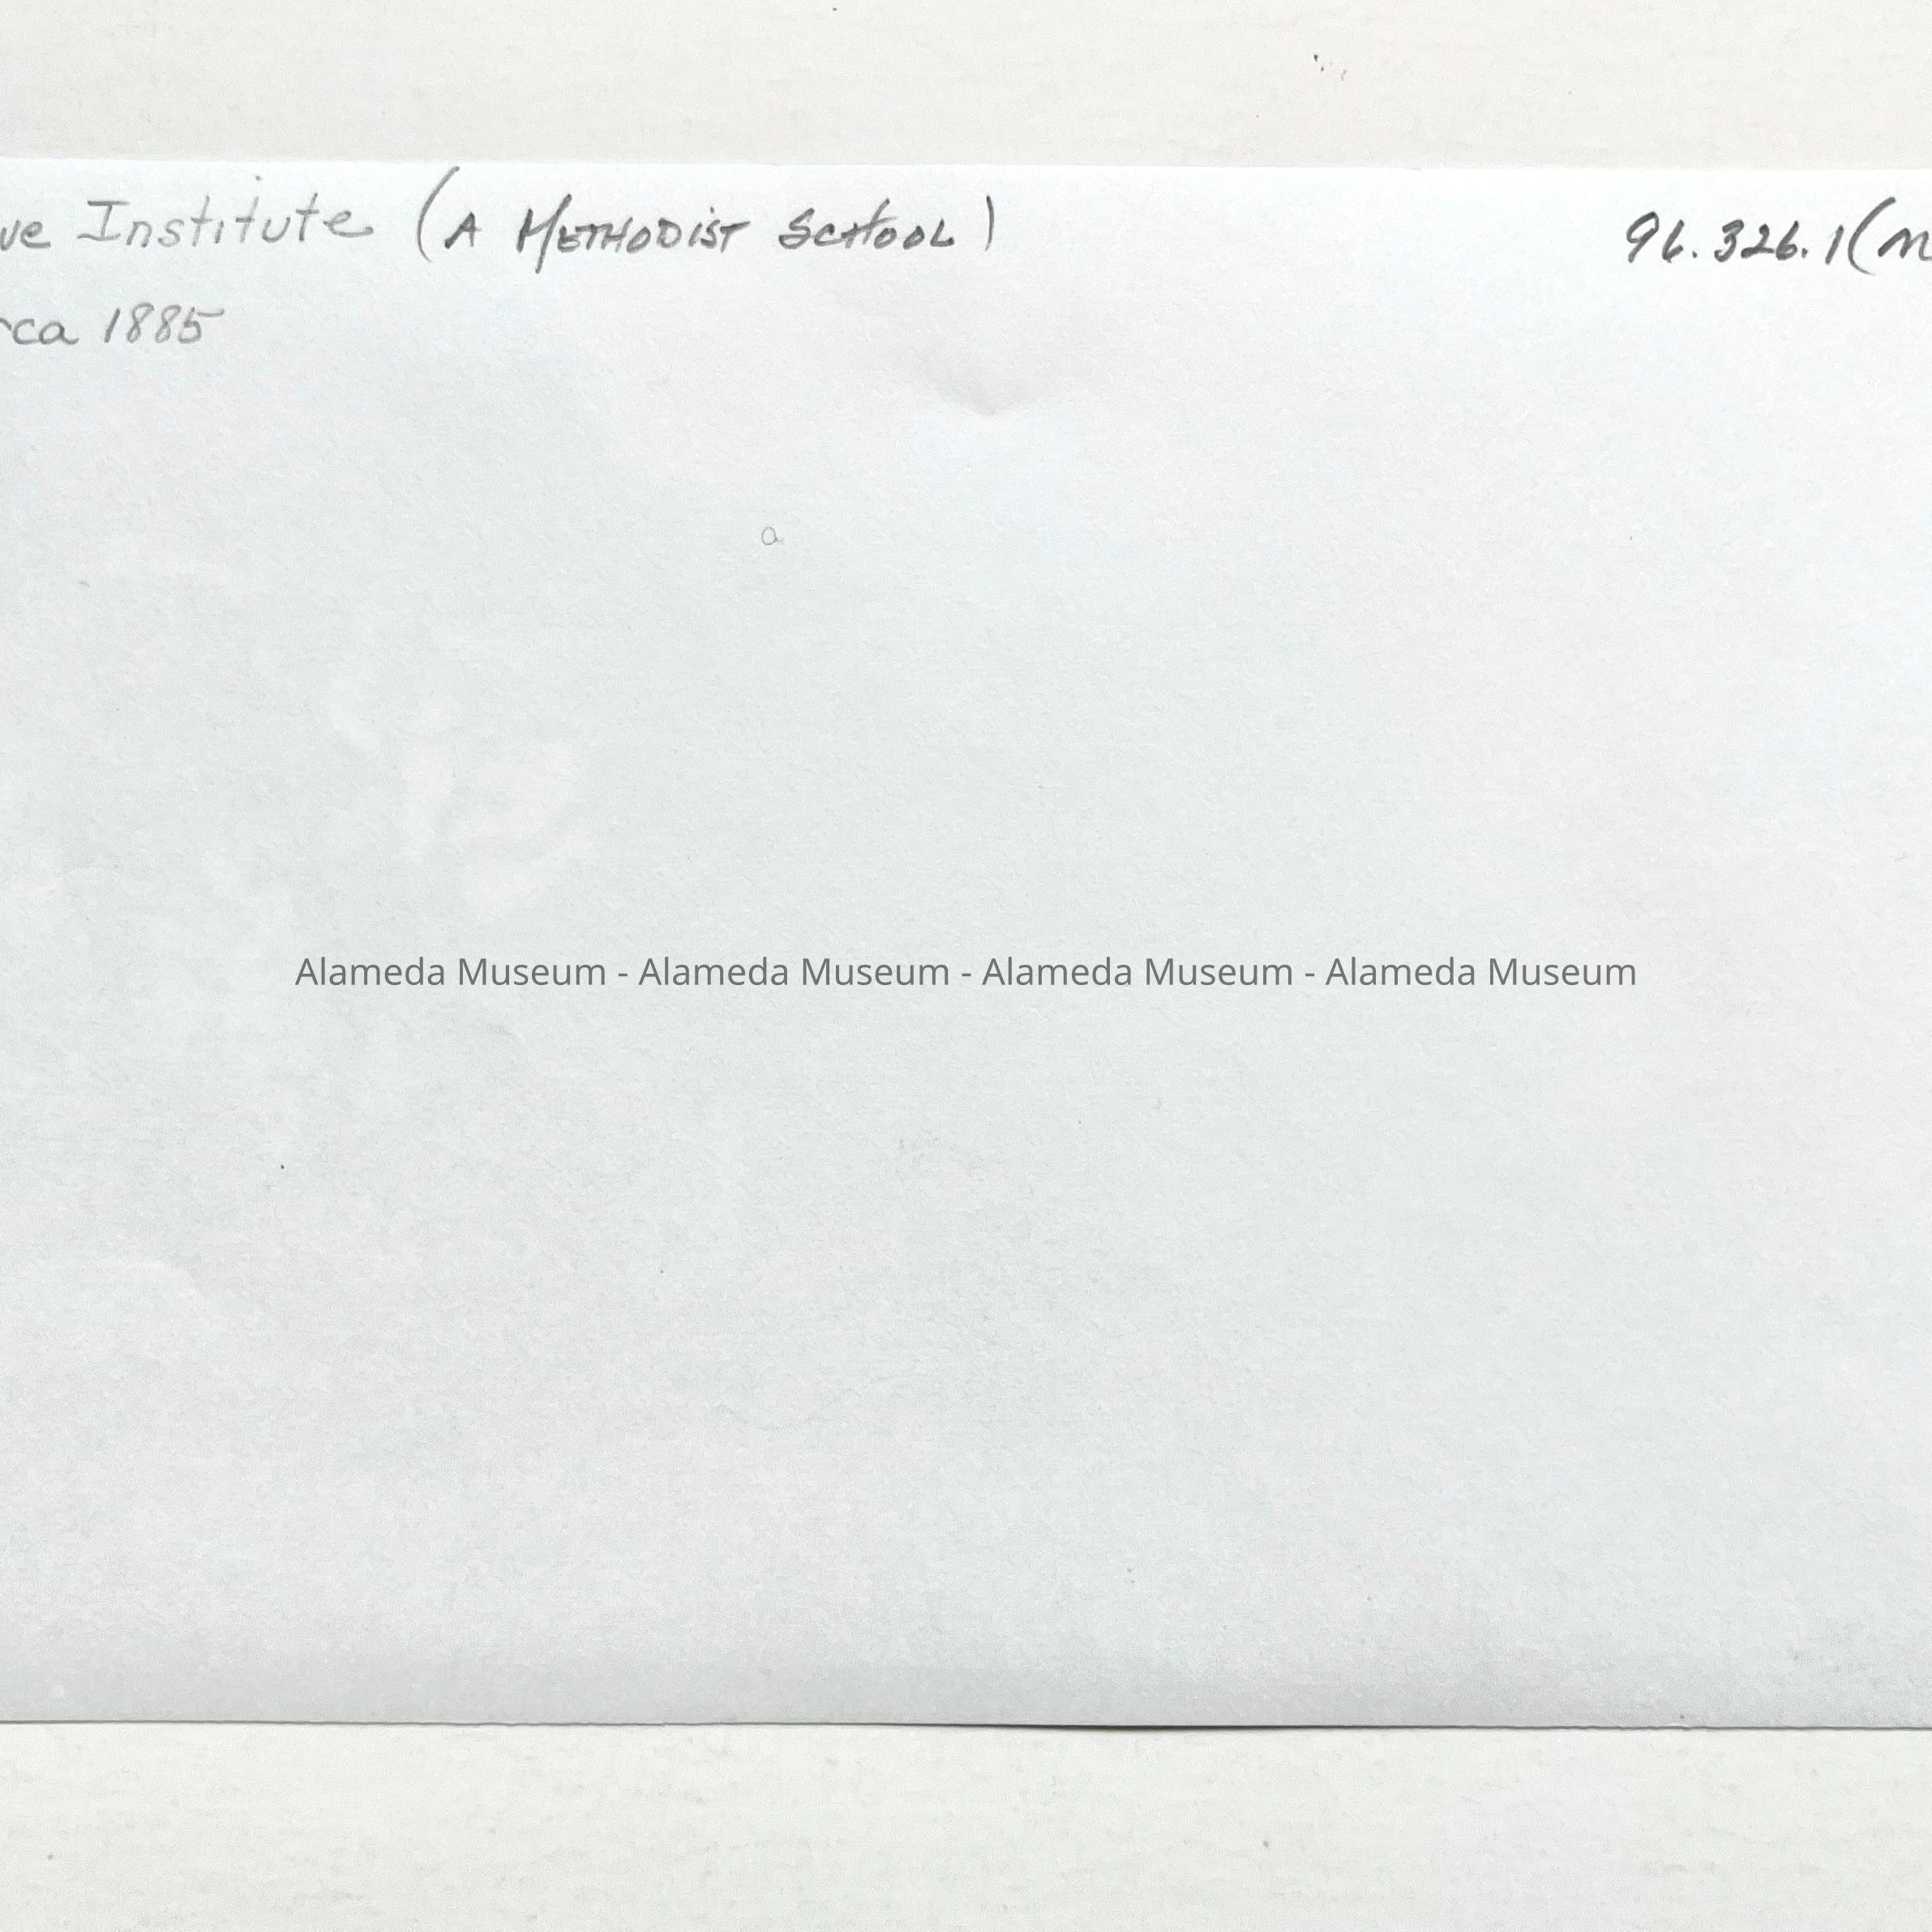 ve Institute (A METHODIST SCHOOL) 96.326.1(m
rca 1885
a
Alameda Museum - Alameda Museum - Alameda Museum - Alameda Museum